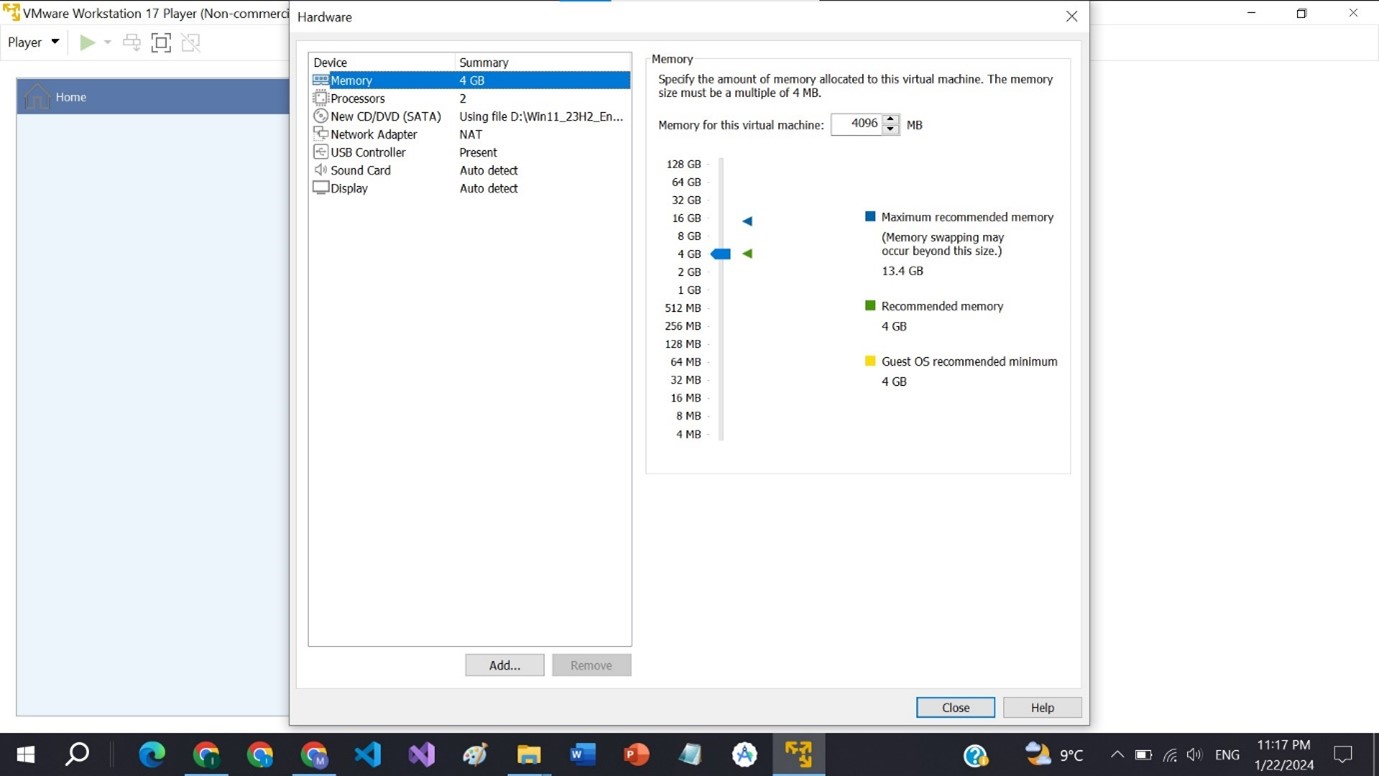 VMware Workstation 17 Player (Non-commerci
Hardware
Player
Home
Device Summary
Memory 4 GB
Processors 2
New CD/DVD (SATA) Using file D:\Win11_23H2_En...
Network Adapter NAT
USB Controller Present
Sound Card Auto detect
Display Auto detect
Add... Remove
Memory
Specify the amount of memory allocated to this virtual machine. The memory
size must be a multiple of 4 MB.
Memory for this virtual machine: 4096 MB
128 GB
64 GB
32 GB
16 GB
8 GB
4 GB
2 GB
1 GB
512 MB
256 MB
128 MB
64 MB
32 MB
16 MB
8 MB
4 MB
Maximum recommended memory
(Memory swapping may
occur beyond this size.)
13.4 GB
Recommended memory
4 GB
Guest OS recommended minimum
4 GB
Close Help
9°C ENG 11:17 PM
1/22/2024